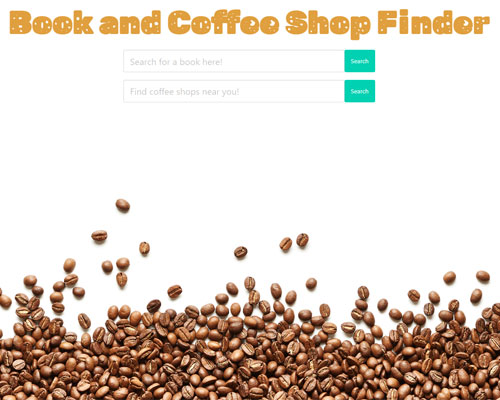 Book and Coffee Shop Finder
Search for a book here! Search
Find coffee shops near you! Search